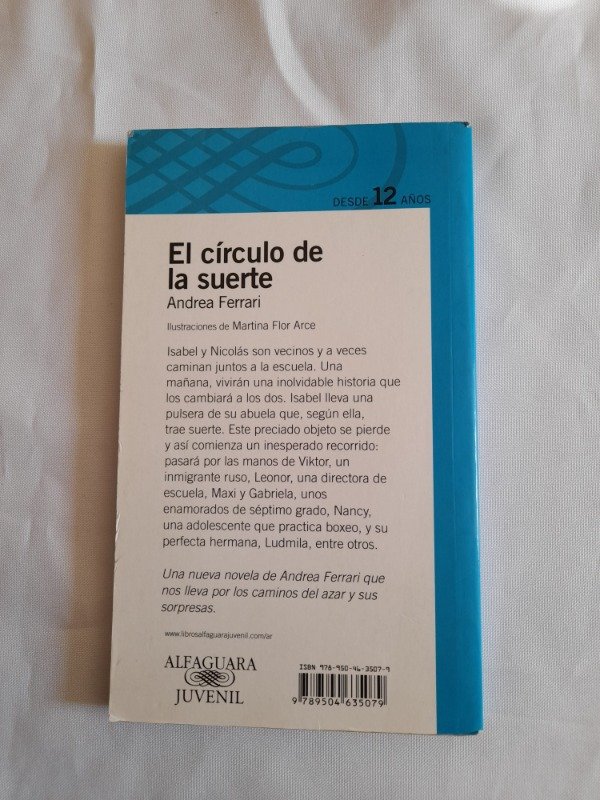 DESDE 12 AÑOS
El círculo de
la suerte
Andrea Ferrari
Ilustraciones de Martina Flor Arce
Isabel y Nicolás son vecinos y a veces
caminan juntos a la escuela. Una
mañana, vivirán una inolvidable historia que
los cambiará a los dos. Isabel lleva una
pulsera de su abuela que, según ella,
trae suerte. Este preciado objeto se pierde
y así comienza un inesperado recorrido:
pasará por las manos de Viktor, un
inmigrante ruso, Leonor, una directora de
escuela, Maxi y Gabriela, unos
enamorados de séptimo grado, Nancy,
una adolescente que practica boxeo, y su
perfecta hermana, Ludmila, entre otros.
Una nueva novela de Andrea Ferrari que
nos lleva por los caminos del azar y sus
sorpresas.
www.librosalfaguarajuvenil.com/ar
ALFAGUARA
JUVENIL
ISBN 978-950-46-3507-9
9 789504 635079